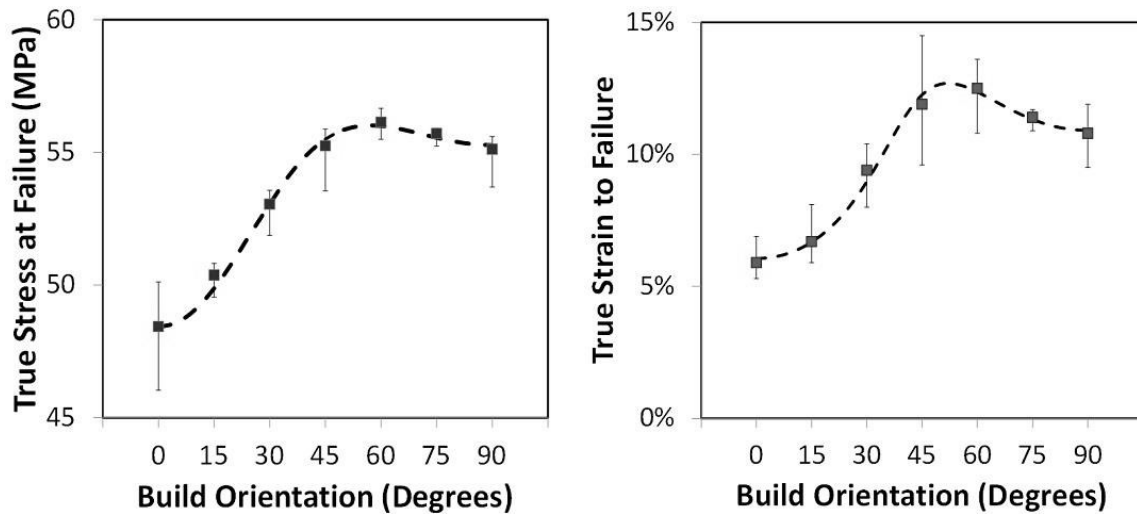 True Stress at Failure (MPa)
60
55
50
45
0 15 30 45 60 75 90
Build Orientation (Degrees)
True Strain to Failure
15%
10%
5%
0%
0 15 30 45 60 75 90
Build Orientation (Degrees)